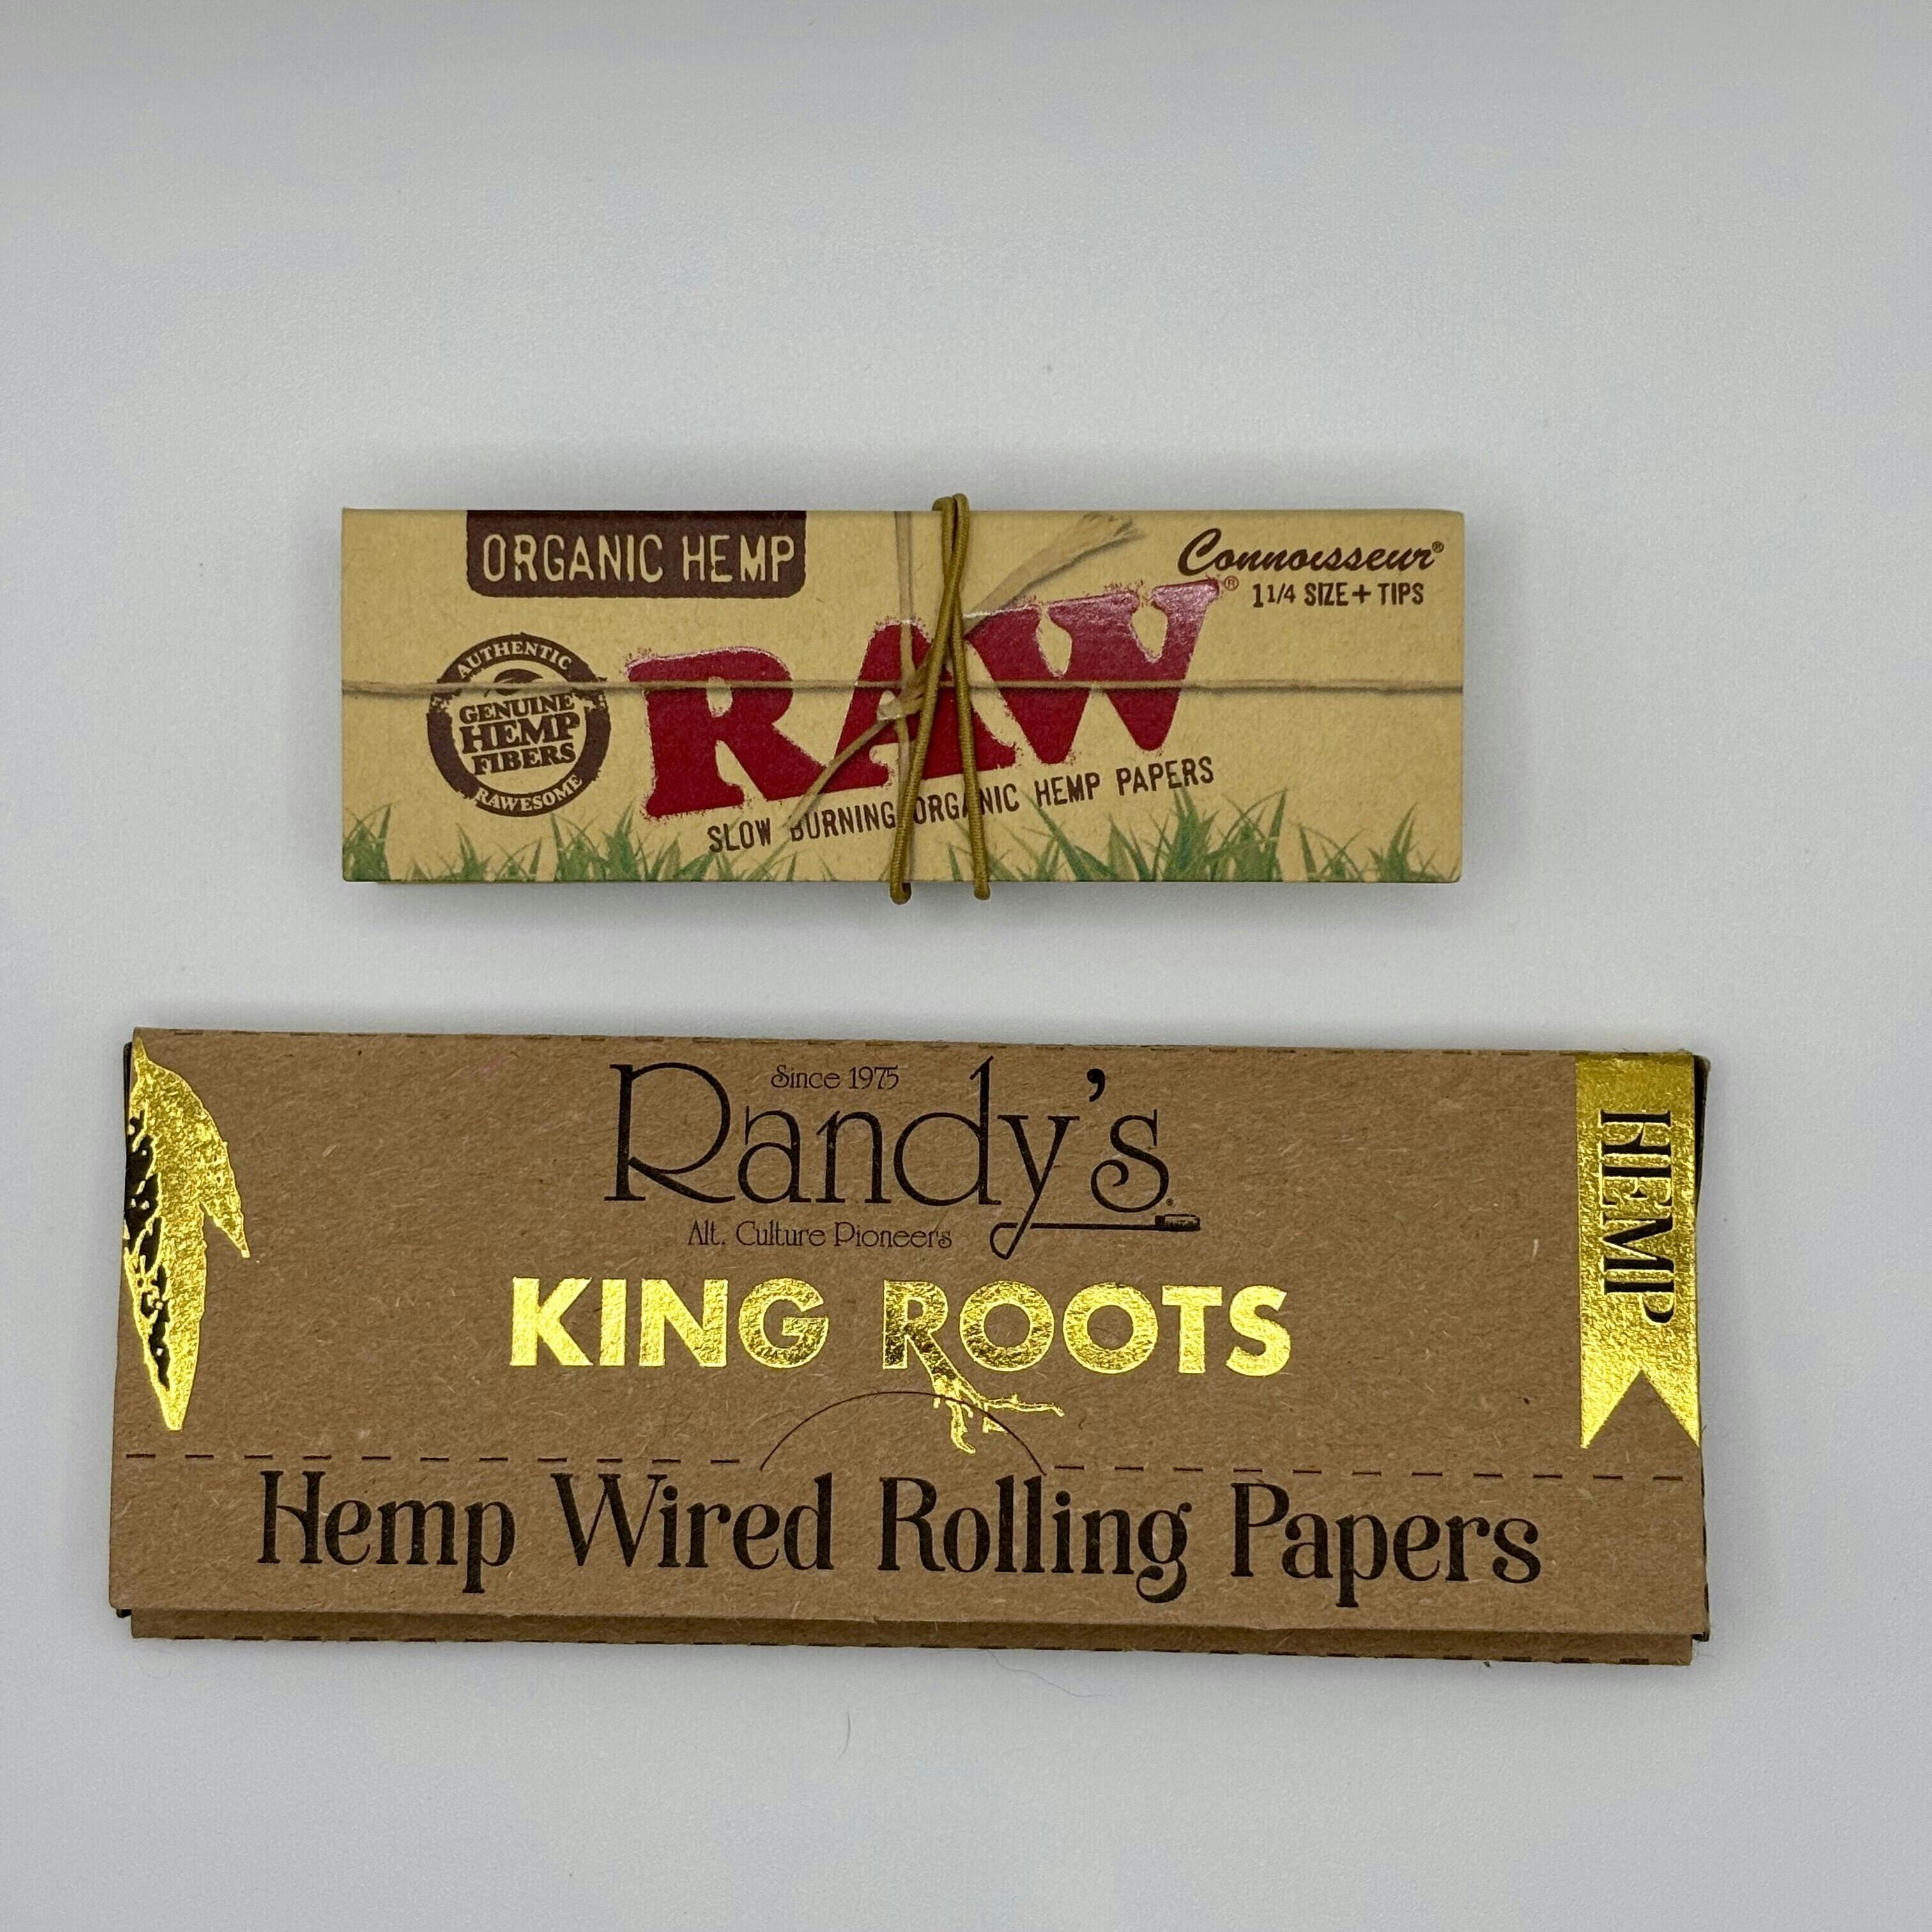 ORGANIC HEMP
Connoisseur®
1 1/4 SIZE + TIPS
AUTHENTIC
GENUINE
HEMP
FIBERS
RAWESOME
RAW®
SLOW BURNING ORGANIC HEMP PAPERS
Since 1975
Randy's®
Alt. Culture Pioneers
KING ROOTS
HEMP
Hemp Wired Rolling Papers